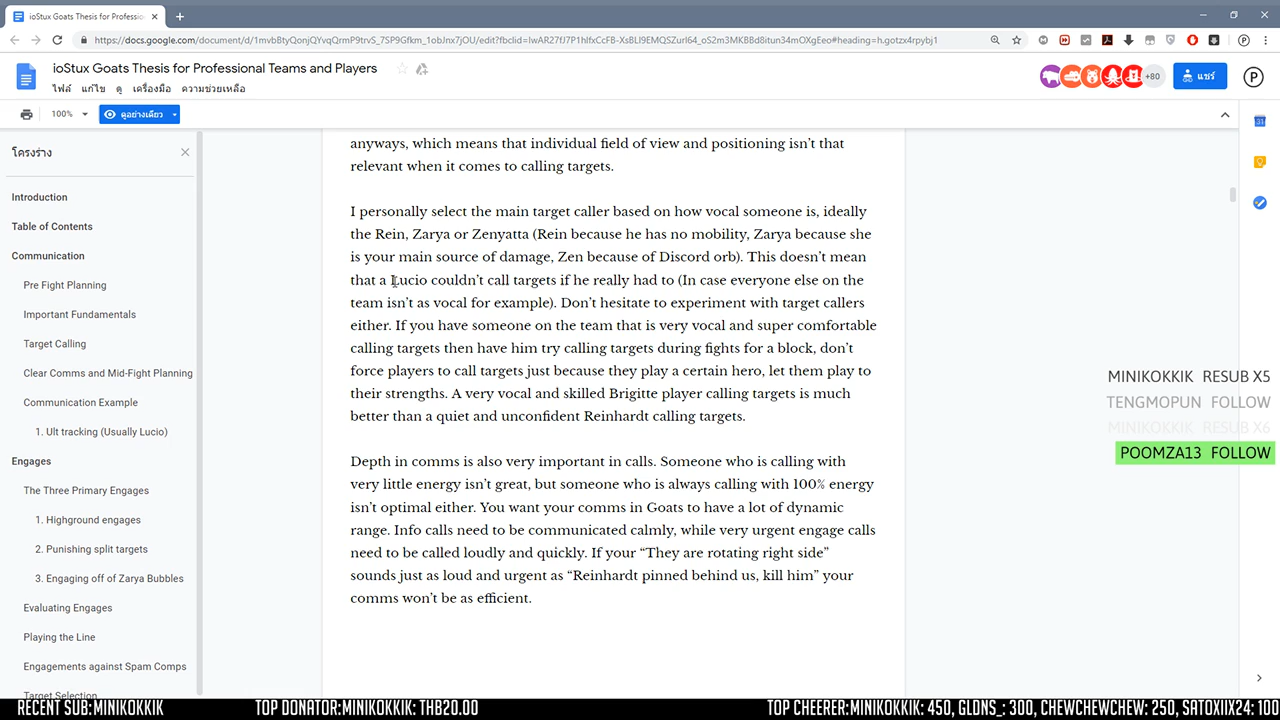 ioStux Goats Thesis for Professio
https://docs.google.com/document/d/1mvbBtyQonjQYvqQrmP9trvS_7SP9Gfkm_1obJnx7jOU/edit?fbclid=IwAR27fJ7P1hIfxCcFB-XsBLl9EMQSZurl64_oS2m3MKBBd8itun34mOXgEeo#heading=h.gotzx4rpybj1
ioStux Goats Thesis for Professional Teams and Players
ไฟล์ แก้ไข ดู เครื่องมือ ความช่วยเหลือ
+80
แชร์
P
100%
ดูอย่างเดียว
โครงร่าง
Introduction
Table of Contents
Communication
Pre Fight Planning
Important Fundamentals
Target Calling
Clear Comms and Mid-Fight Planning
Communication Example
1. Ult tracking (Usually Lucio)
Engages
The Three Primary Engages
1. Highground engages
2. Punishing split targets
3. Engaging off of Zarya Bubbles
Evaluating Engages
Playing the Line
Engagements against Spam Comps
Target Selection
anyways, which means that individual field of view and positioning isn't that
relevant when it comes to calling targets.
I personally select the main target caller based on how vocal someone is, ideally
the Rein, Zarya or Zenyatta (Rein because he has no mobility, Zarya because she
is your main source of damage, Zen because of Discord orb). This doesn't mean
that a Lucio couldn't call targets if he really had to (In case everyone else on the
team isn't as vocal for example). Don't hesitate to experiment with target callers
either. If you have someone on the team that is very vocal and super comfortable
calling targets then have him try calling targets during fights for a block, don't
force players to call targets just because they play a certain hero, let them play to
their strengths. A very vocal and skilled Brigitte player calling targets is much
better than a quiet and unconfident Reinhardt calling targets.
Depth in comms is also very important in calls. Someone who is calling with
very little energy isn't great, but someone who is always calling with 100% energy
isn't optimal either. You want your comms in Goats to have a lot of dynamic
range. Info calls need to be communicated calmly, while very urgent engage calls
need to be called loudly and quickly. If your “They are rotating right side”
sounds just as loud and urgent as “Reinhardt pinned behind us, kill him” your
comms won't be as efficient.
MINIKOKKIK RESUB X5
TENGMOPUN FOLLOW
MINIKOKKIK RESUB X6
POOMZA13 FOLLOW
RECENT SUB:MINIKOKKIK TOP DONATOR:MINIKOKKIK: THB20.00 TOP CHEERER:MINIKOKKIK: 450, GLDNS_: 300, CHEWCHEWCHEW: 250, SATOXIIX24: 100